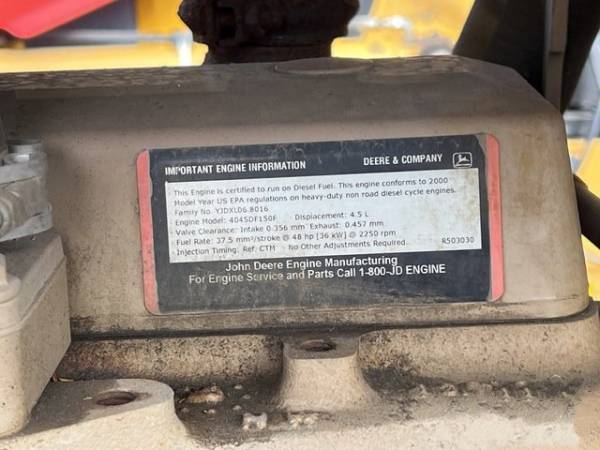 IMPORTANT ENGINE INFORMATION DEERE & COMPANY
This Engine is certified to run on Diesel Fuel. This engine conforms to 2000
Model Year US EPA regulations on heavy-duty non road diesel cycle engines.
Family No. YJDXL06.8016
Engine Model: 4045DF150F Displacement: 4.5 L
Valve Clearance: Intake 0.356 mm Exhaust: 0.457 mm
Fuel Rate: 37.5 mm³/stroke @ 48 hp [36 kW] @ 2250 rpm
Injection Timing: Ref. CTM No Other Adjustments Required. R503030
John Deere Engine Manufacturing
For Engine Service and Parts Call 1-800-JD ENGINE